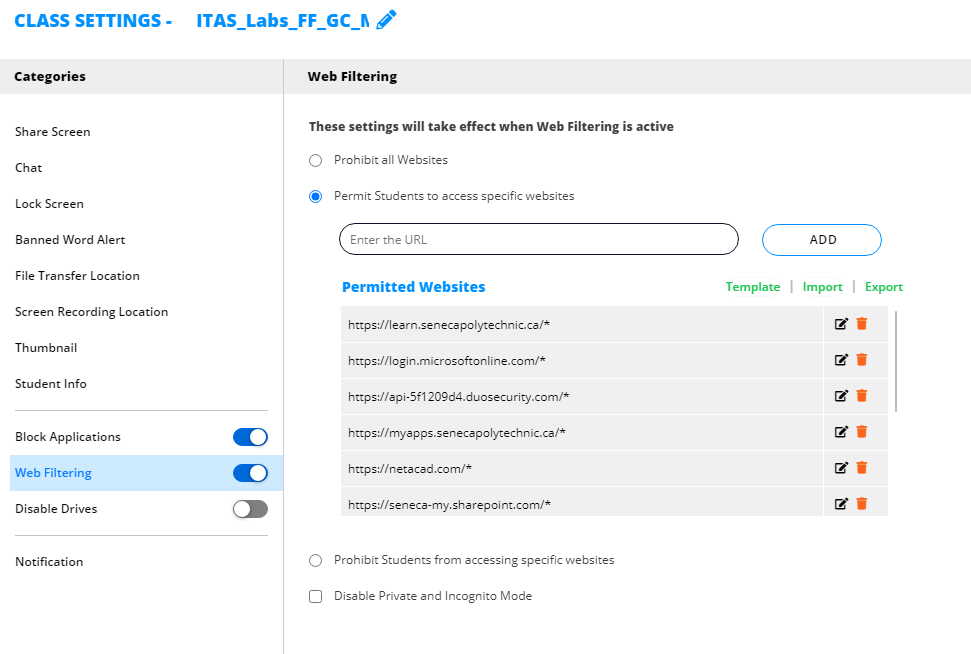 CLASS SETTINGS - ITAS_Labs_FF_GC_
Categories
Web Filtering
Share Screen
Chat
Lock Screen
Banned Word Alert
File Transfer Location
Screen Recording Location
Thumbnail
Student Info
Block Applications
Web Filtering
Disable Drives
Notification
These settings will take effect when Web Filtering is active
Prohibit all Websites
Permit Students to access specific websites
Enter the URL
ADD
Permitted Websites
Template | Import | Export
https://learn.senecapolytechnic.ca/*
https://login.microsoftonline.com/*
https://api-5f1209d4.duosecurity.com/*
https://myapps.senecapolytechnic.ca/*
https://netacad.com/*
https://seneca-my.sharepoint.com/*
Prohibit Students from accessing specific websites
Disable Private and Incognito Mode